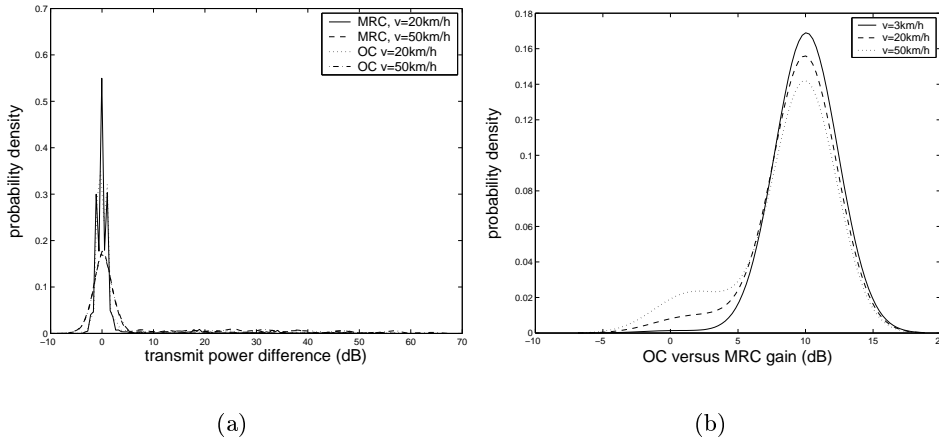 0.7
0.6
0.5
0.4
0.3
0.2
0.1
0
probability density
−10 0 10 20 30 40 50 60 70
transmit power difference (dB)
MRC, v=20km/h
MRC, v=50km/h
OC v=20km/h
OC v=50km/h
(a)
0.18
0.16
0.14
0.12
0.1
0.08
0.06
0.04
0.02
0
probability density
−10 −5 0 5 10 15 20
OC versus MRC gain (dB)
v=3km/h
v=20km/h
v=50km/h
(b)